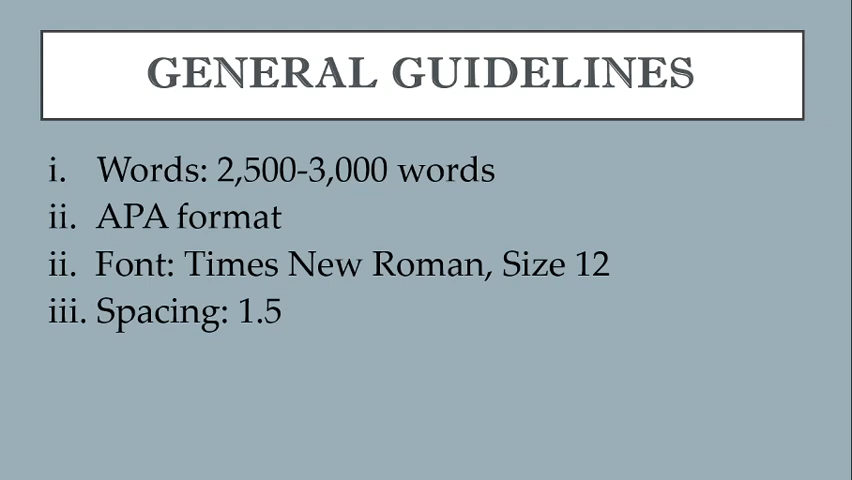 GENERAL GUIDELINES
i. Words: 2,500-3,000 words
ii. APA format
ii. Font: Times New Roman, Size 12
iii. Spacing: 1.5